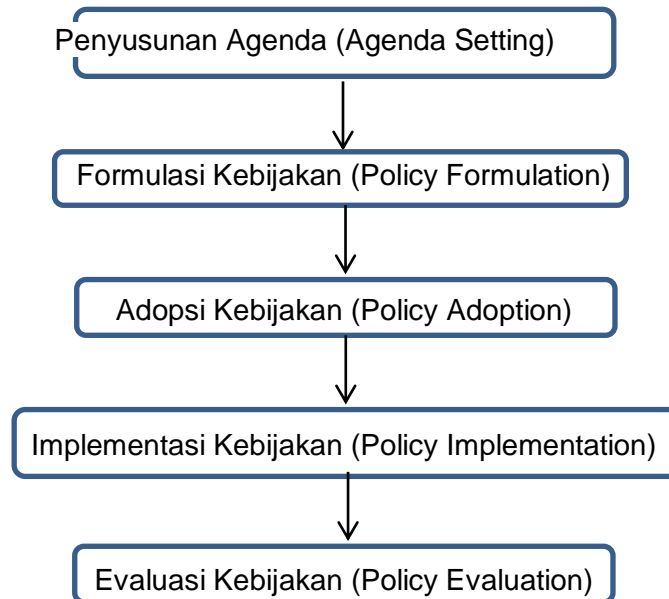 Penyusunan Agenda (Agenda Setting)
Formulasi Kebijakan (Policy Formulation)
Adopsi Kebijakan (Policy Adoption)
Implementasi Kebijakan (Policy Implementation)
Evaluasi Kebijakan (Policy Evaluation)